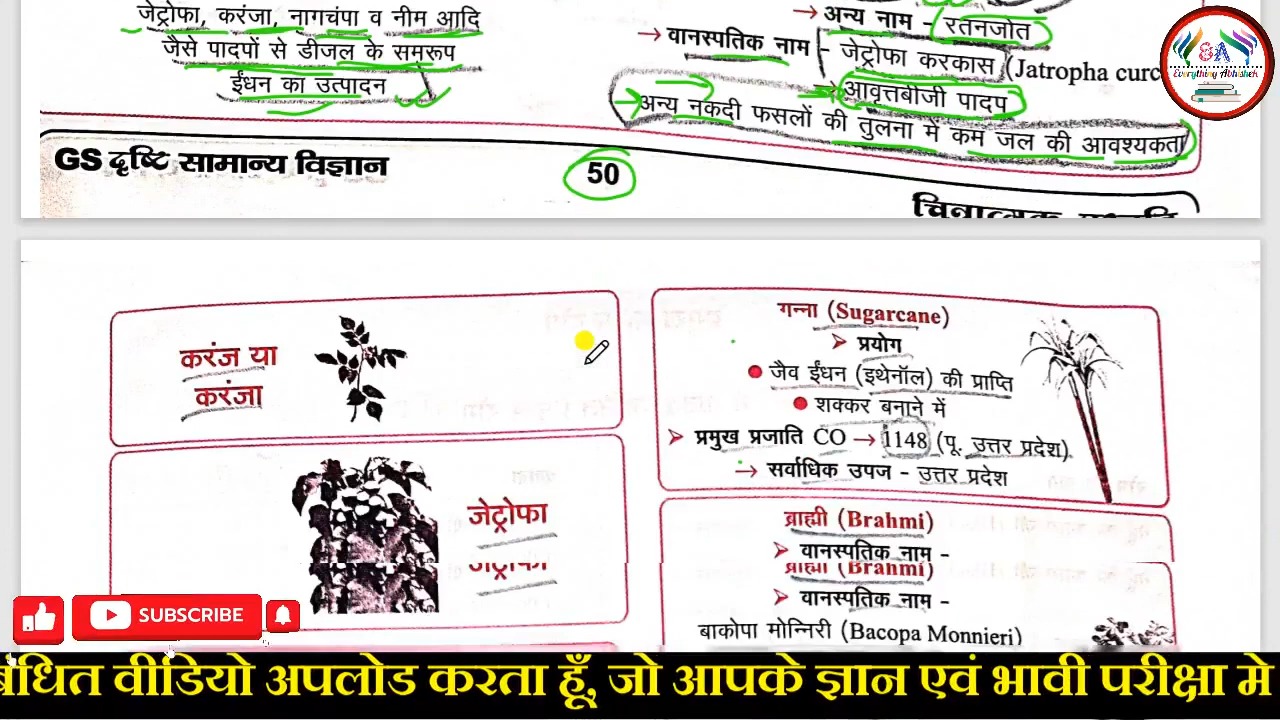 जेट्रोफा, करंजा, नागचंपा व नीम आदि
जैसे पादपों से डीजल के समरूप
ईंधन का उत्पादन
→ अन्य नाम - रतनजोत
→ वानस्पतिक नाम - जेट्रोफा करकास (Jatropha curc
→ आवृत्तबीजी पादप
→ अन्य नकदी फसलों की तुलना में कम जल की आवश्यकता
GS दृष्टि सामान्य विज्ञान
50
S&A
Everything Abhishek
करंज या
करंजा
जेट्रोफा
गन्ना (Sugarcane)
➤ प्रयोग
● जैव ईंधन (इथेनॉल) की प्राप्ति
● शक्कर बनाने में
➤ प्रमुख प्रजाति CO → 1148 (पू. उत्तर प्रदेश)
→ सर्वाधिक उपज - उत्तर प्रदेश
ब्राह्मी (Brahmi)
➤ वानस्पतिक नाम -
ब्राह्मी (Brahmi)
➤ वानस्पतिक नाम -
बाकोपा मोन्निरी (Bacopa Monnieri)
SUBSCRIBE
बंधित वीडियो अपलोड करता हूँ, जो आपके ज्ञान एवं भावी परीक्षा मे